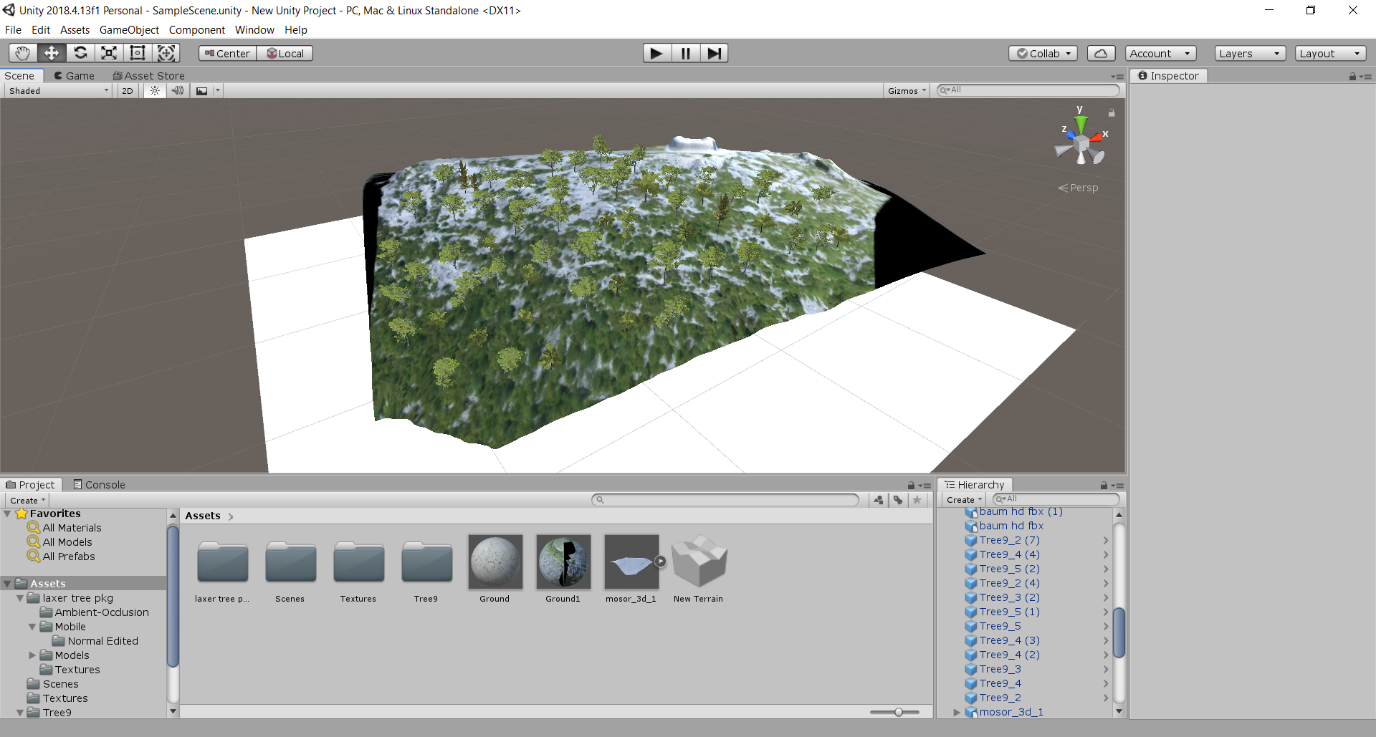 Unity 2018.4.13f1 Personal - SampleScene.unity - New Unity Project - PC, Mac & Linux Standalone <DX11>
File Edit Assets GameObject Component Window Help
Center Local Collab Account Layers Layout
Scene Game Asset Store Inspector
Shaded 2D Gizmos All
y
z x
Persp
Project Console Hierarchy
Create Create All
Favorites
All Materials
All Models
All Prefabs
Assets
laxer tree pkg
Ambient-Occlusion
Mobile
Normal Edited
Models
Textures
Scenes
Textures
Tree9
Assets
laxer tree p... Scenes Textures Tree9 Ground Ground1 mosor_3d_1 New Terrain
baum hd fbx (1)
baum hd fbx
Tree9_2 (7)
Tree9_4 (4)
Tree9_5 (2)
Tree9_2 (4)
Tree9_3 (2)
Tree9_5 (1)
Tree9_5
Tree9_4 (3)
Tree9_4 (2)
Tree9_3
Tree9_4
Tree9_2
mosor_3d_1